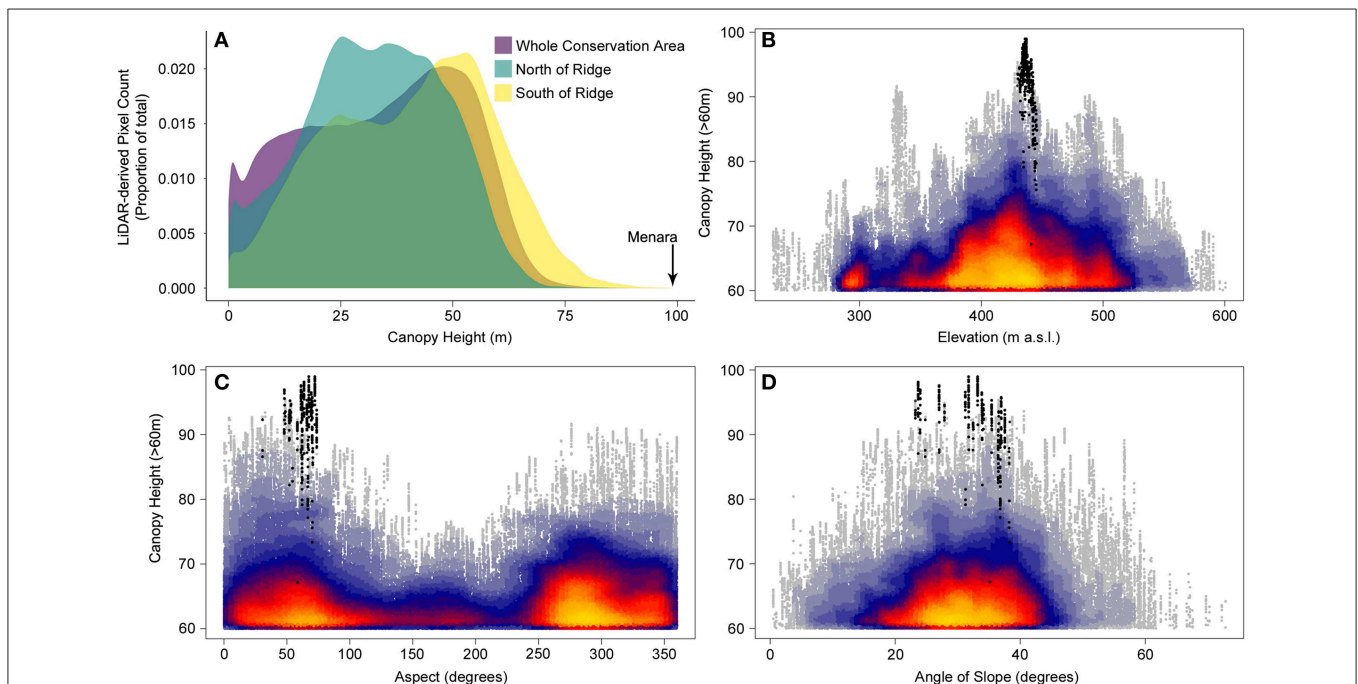 A
LiDAR-derived Pixel Count
(Proportion of total)
0.020
0.015
0.010
0.005
0.000
Whole Conservation Area
North of Ridge
South of Ridge
Menara
0 25 50 75 100
Canopy Height (m)
B
Canopy Height (>60m)
100
90
80
70
60
300 400 500 600
Elevation (m a.s.l.)
C
Canopy Height (>60m)
100
90
80
70
60
0 50 100 150 200 250 300 350
Aspect (degrees)
D
Canopy Height (>60m)
100
90
80
70
60
0 20 40 60
Angle of Slope (degrees)